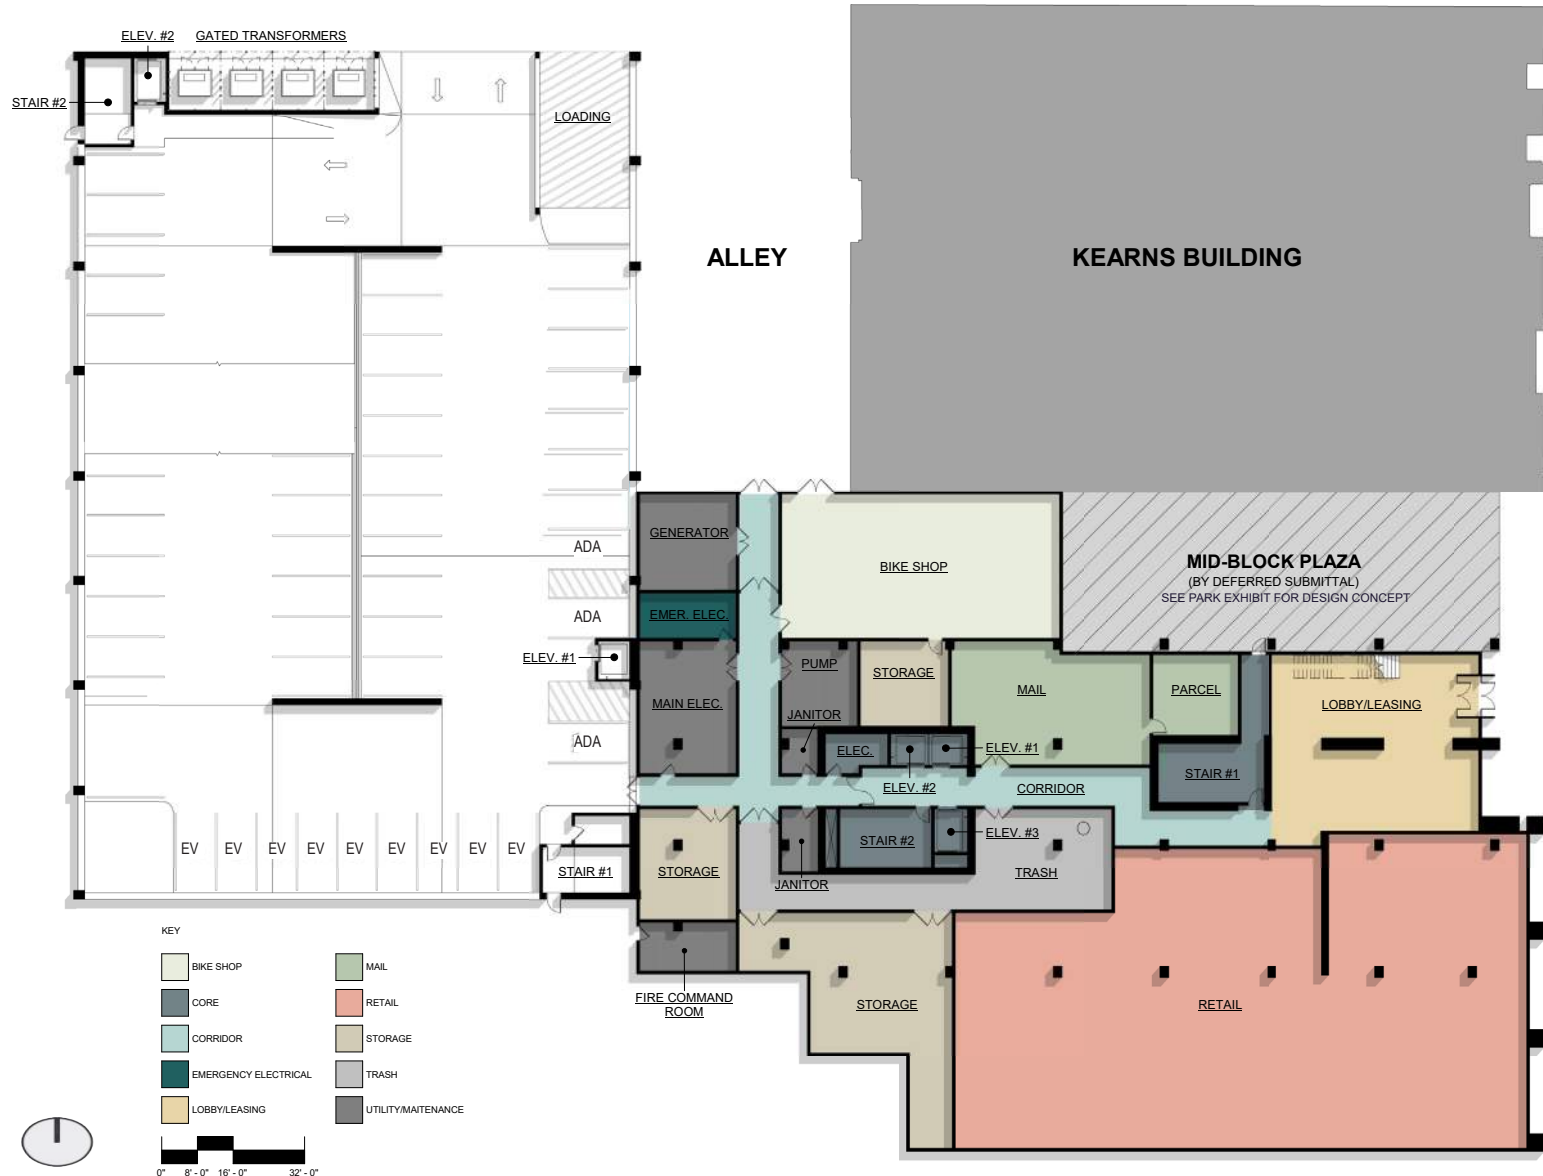 ELEV. #2
GATED TRANSFORMERS
STAIR #2
LOADING
ALLEY
KEARNS BUILDING
GENERATOR
ADA
BIKE SHOP
MID-BLOCK PLAZA
(BY DEFERRED SUBMITTAL)
SEE PARK EXHIBIT FOR DESIGN CONCEPT
ADA
EMER. ELEC.
ELEV. #1
PUMP
STORAGE
MAIL
PARCEL
MAIN ELEC.
LOBBY/LEASING
JANITOR
ADA
ELEC.
ELEV. #1
STAIR #1
ELEV. #2
CORRIDOR
ELEV. #3
STAIR #2
EV
EV
EV
EV
EV
EV
EV
EV
EV
STAIR #1
STORAGE
JANITOR
TRASH
FIRE COMMAND
ROOM
STORAGE
RETAIL
KEY
BIKE SHOP
MAIL
CORE
RETAIL
CORRIDOR
STORAGE
EMERGENCY ELECTRICAL
TRASH
LOBBY/LEASING
UTILITY/MAITENANCE
0" 8' - 0" 16' - 0" 32' - 0"